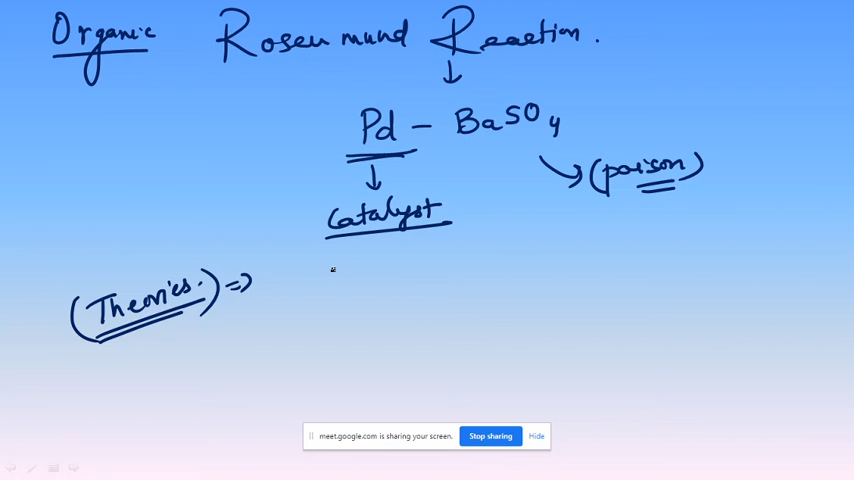 Organic Rosenmund Reaction.
↓
Pd - BaSO4
(poison)
↓
Catalyst
(Theories.) =>
meet.google.com is sharing your screen. Stop sharing Hide